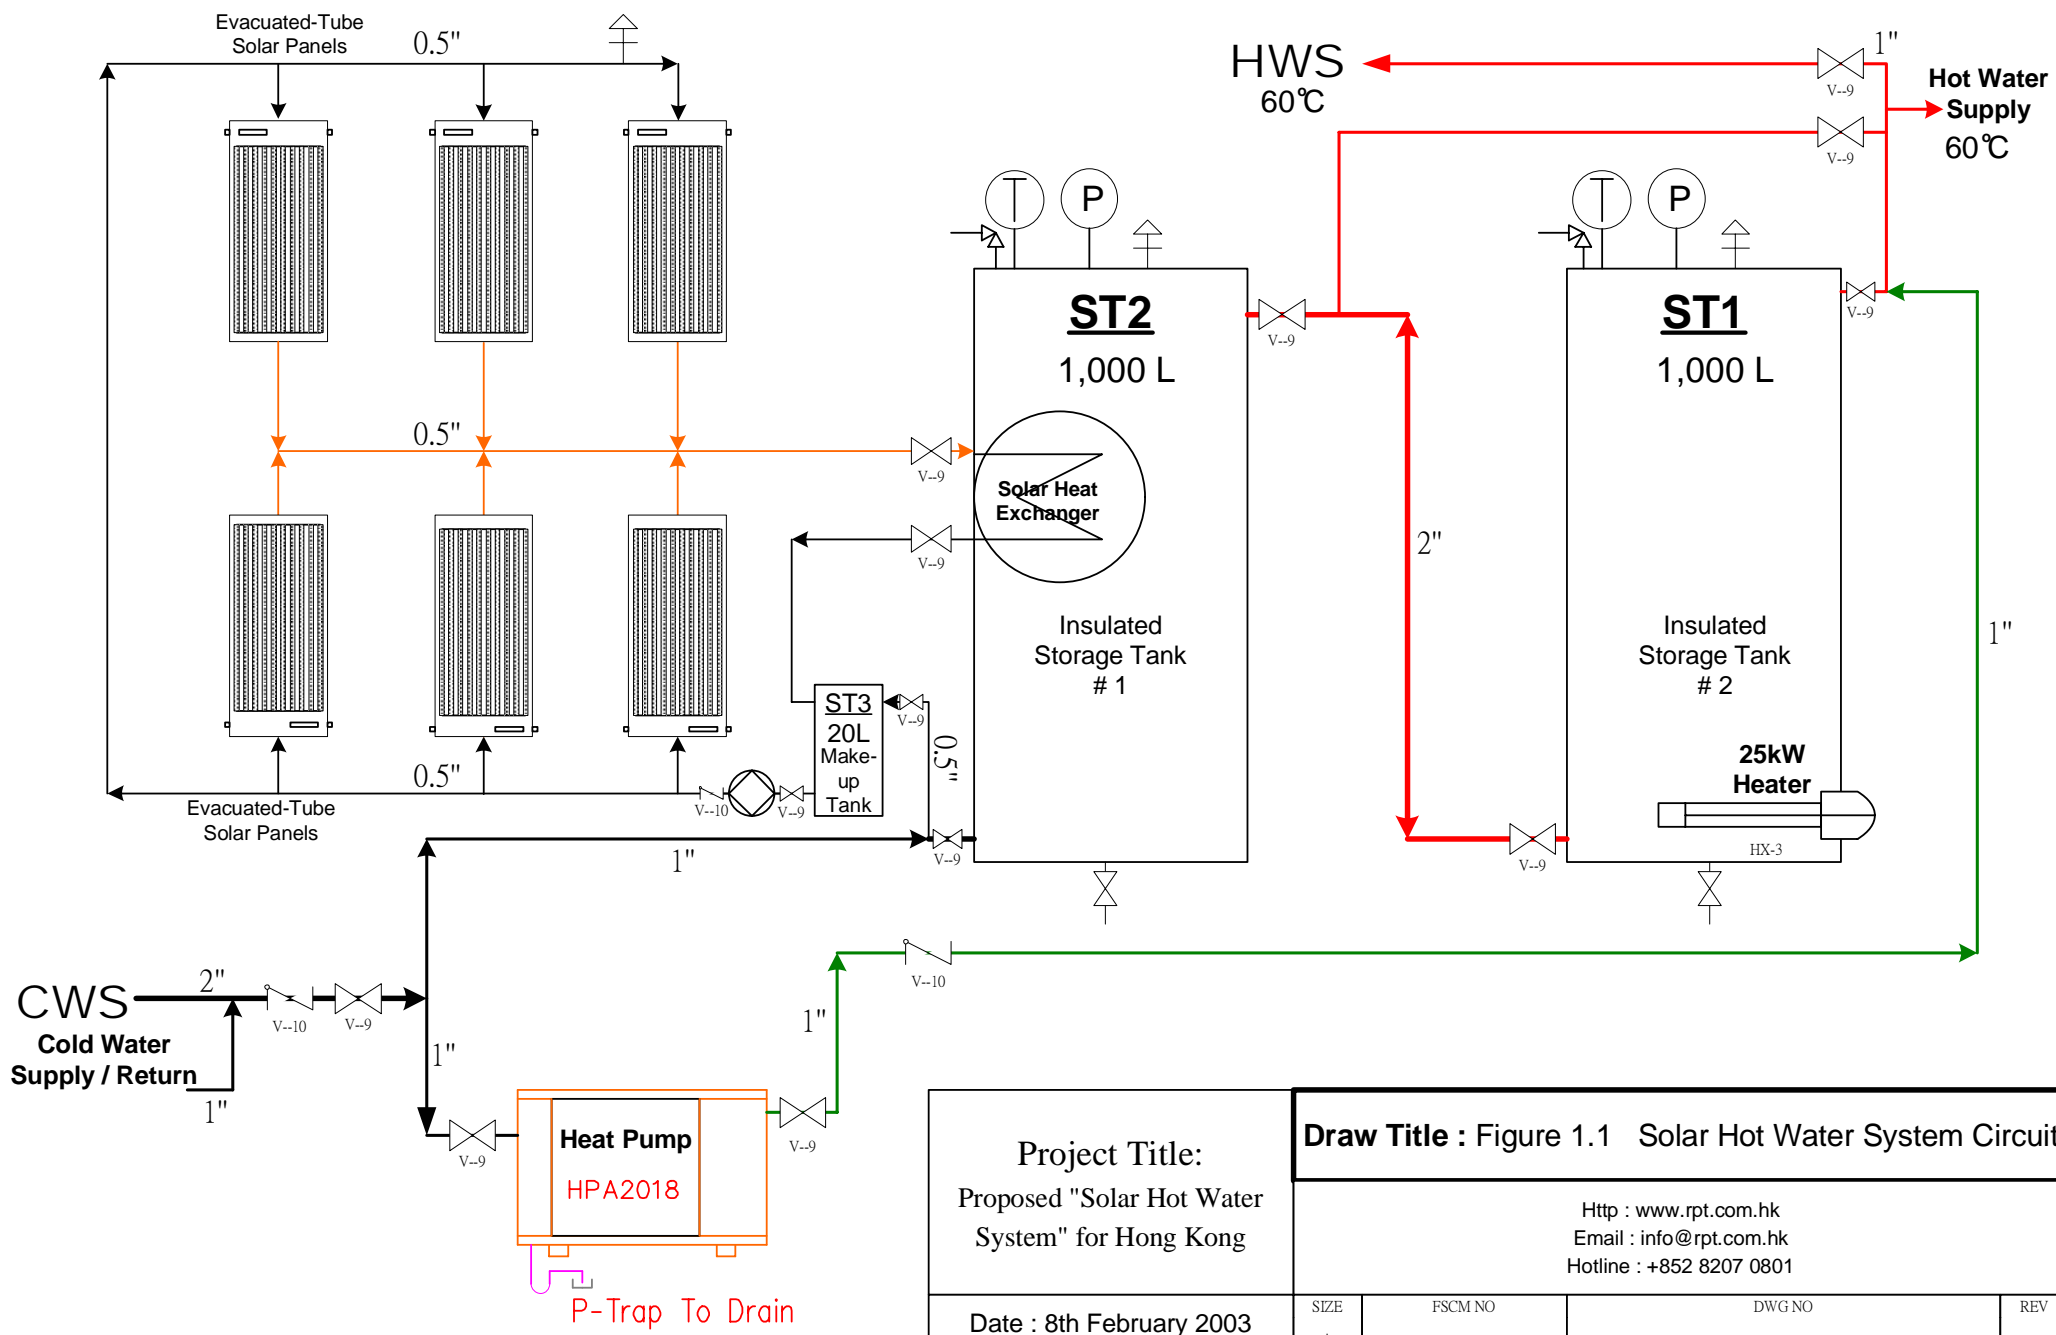 Evacuated-Tube
Solar Panels
0.5"
HWS
60℃
1"
V--9
Hot Water
Supply
60℃
V--9
T
P
T
P
ST2
1,000 L
V--9
ST1
1,000 L
V--9
0.5"
V--9
Solar Heat
Exchanger
V--9
2"
1"
Insulated
Storage Tank
# 1
Insulated
Storage Tank
# 2
ST3
20L
Make-
up
Tank
V--9
0.5"
0.5"
V--10
V--9
Evacuated-Tube
Solar Panels
1"
V--9
25kW
Heater
HX-3
V--9
CWS
2"
V--10
V--9
Cold Water
Supply / Return
1"
1"
V--10
1"
V--9
Heat Pump
HPA2018
V--9
P-Trap To Drain
Project Title:
Proposed "Solar Hot Water
System" for Hong Kong
Date : 8th February 2003
Draw Title : Figure 1.1 Solar Hot Water System Circuit
Http : www.rpt.com.hk
Email : info@rpt.com.hk
Hotline : +852 8207 0801
SIZE
FSCM NO
DWG NO
REV